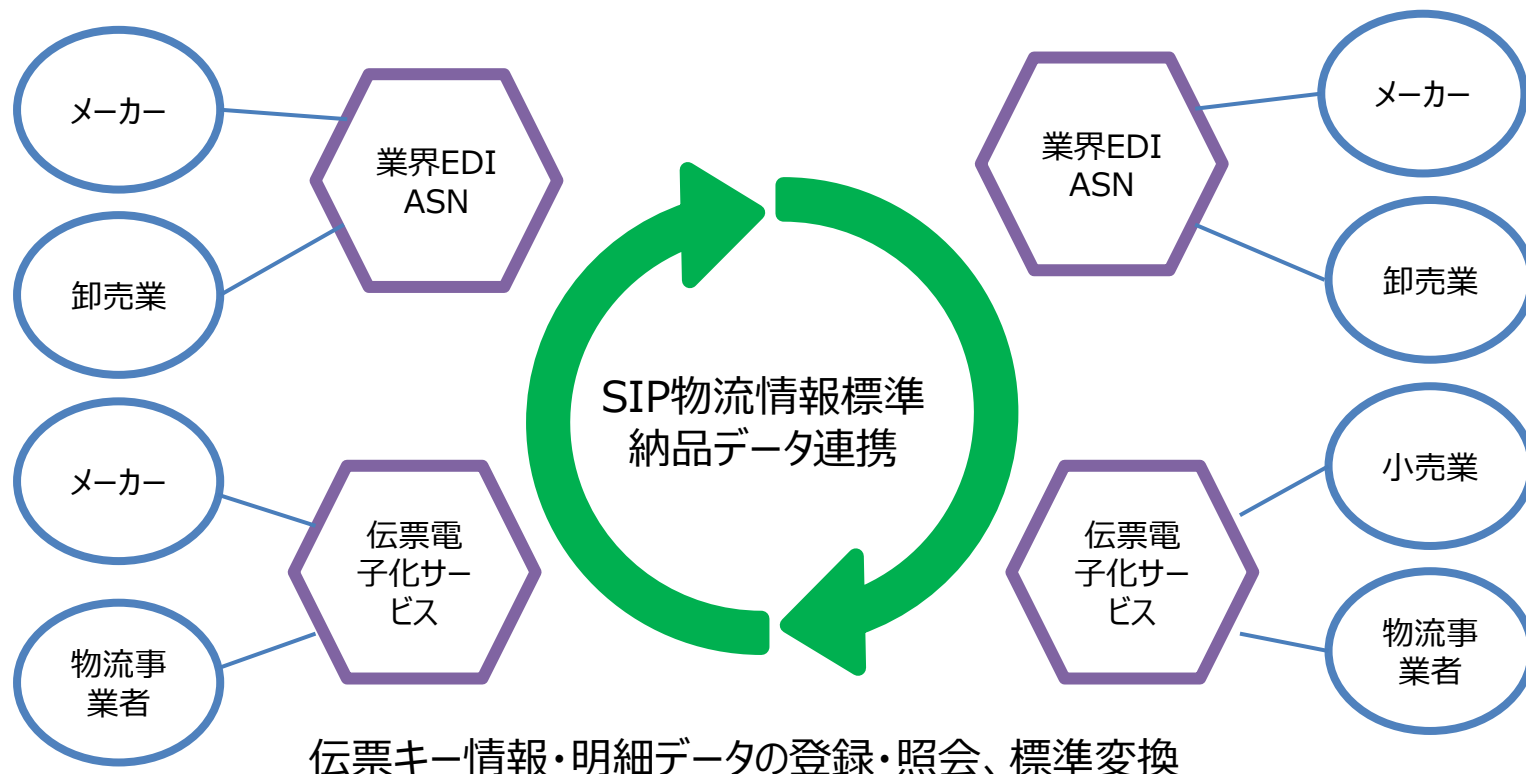 メーカー
業界EDI
ASN
卸売業
メーカー
業界EDI
ASN
卸売業
SIP物流情報標準
納品データ連携
メーカー
伝票電
子化サー
ビス
物流事
業者
小売業
伝票電
子化サー
ビス
物流事
業者
伝票キー情報・明細データの登録・照会、標準変換